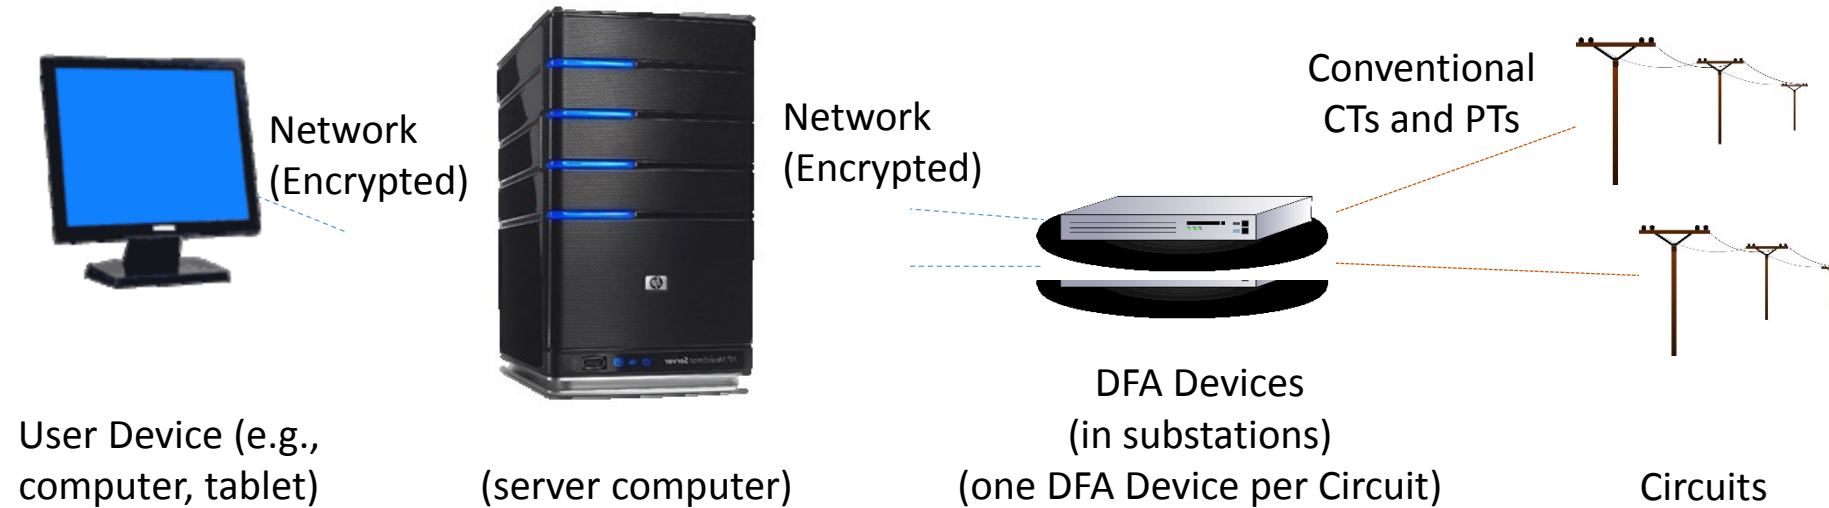 Network
(Encrypted)
Network
(Encrypted)
Conventional
CTs and PTs
hp
User Device (e.g.,
computer, tablet)
(server computer)
DFA Devices
(in substations)
(one DFA Device per Circuit)
Circuits